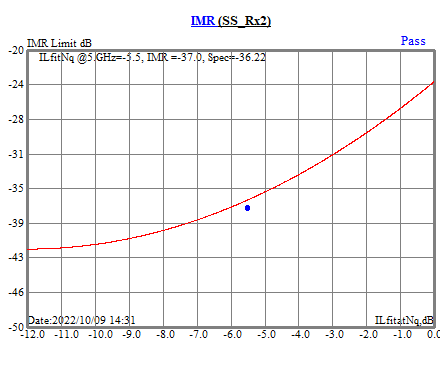 IMR (SS_Rx2)
IMR Limit dB
Pass
ILfitNq @5.GHz=-5.5, IMR =-37.0, Spec=-36.22
-20
-24
-28
-31
-35
-39
-43
-46
-50
Date:2022/10/09 14:31
ILfitatNq,dB
-12.0 -11.0 -10.0 -9.0 -8.0 -7.0 -6.0 -5.0 -4.0 -3.0 -2.0 -1.0 0.0